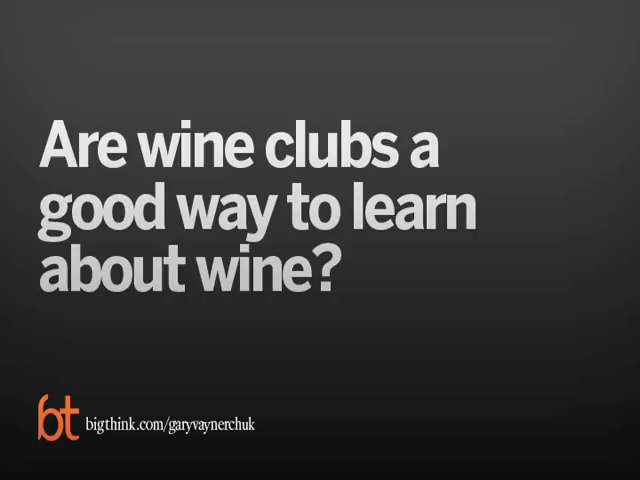 Are wine clubs a
good way to learn
about wine?
bt bigthink.com/garyvaynerchuk